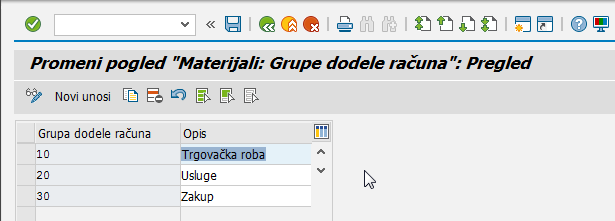 Promeni pogled "Materijali: Grupe dodele računa": Pregled
Novi unosi
Grupa dodele računa Opis
10 Trgovačka roba
20 Usluge
30 Zakup